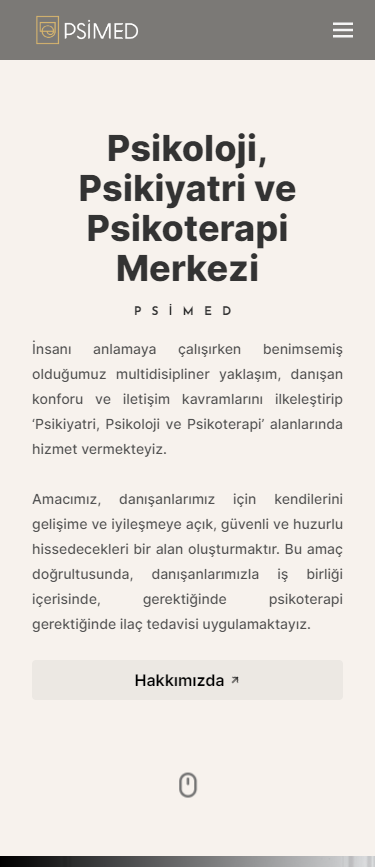 PSİMED
Psikoloji,
Psikiyatri ve
Psikoterapi
Merkezi
PSİMED
İnsanı anlamaya çalışırken benimsemiş
olduğumuz multidisipliner yaklaşım, danışan
konforu ve iletişim kavramlarını ilkeleştirip
‘Psikiyatri, Psikoloji ve Psikoterapi’ alanlarında
hizmet vermekteyiz.
Amacımız, danışanlarımız için kendilerini
gelişime ve iyileşmeye açık, güvenli ve huzurlu
hissedecekleri bir alan oluşturmaktır. Bu amaç
doğrultusunda, danışanlarımızla iş birliği
içerisinde, gerektiğinde psikoterapi
gerektiğinde ilaç tedavisi uygulamaktayız.
Hakkımızda